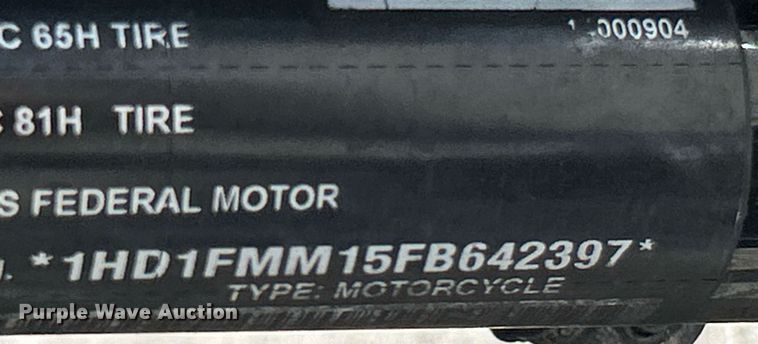 C 65H TIRE
000904
81H TIRE
S FEDERAL MOTOR
*1HD1FMM15FB642397*
TYPE: MOTORCYCLE
Purple Wave Auction